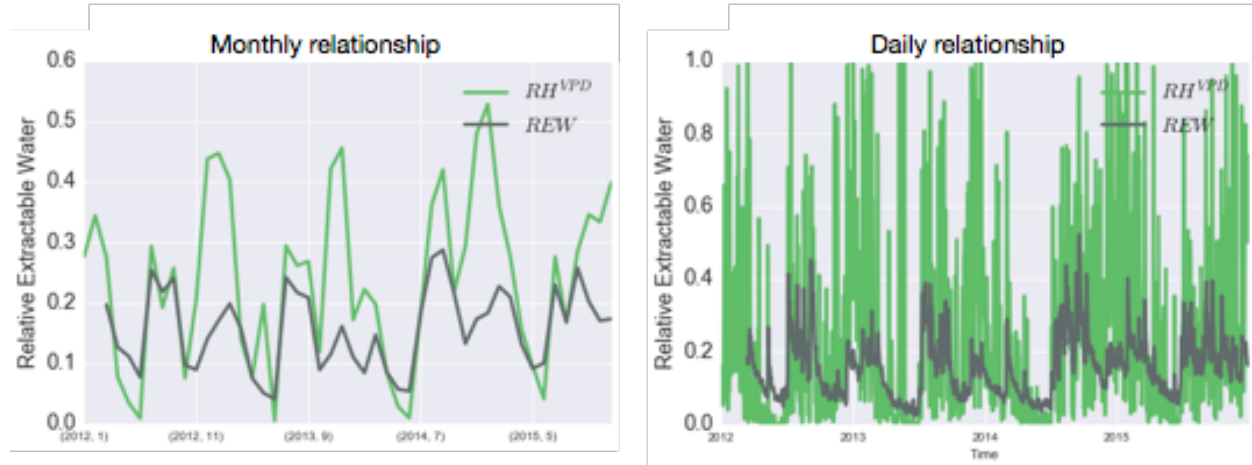 Monthly relationship
0.6
0.5
0.4
0.3
0.2
0.1
0.0
Relative Extractable Water
RH^VPD
REW
(2012, 1)
(2012, 11)
(2013, 9)
(2014, 7)
(2015, 5)
Daily relationship
1.0
0.8
0.6
0.4
0.2
0.0
Relative Extractable Water
RH^VPD
REW
2012
2013
2014
2015
Time